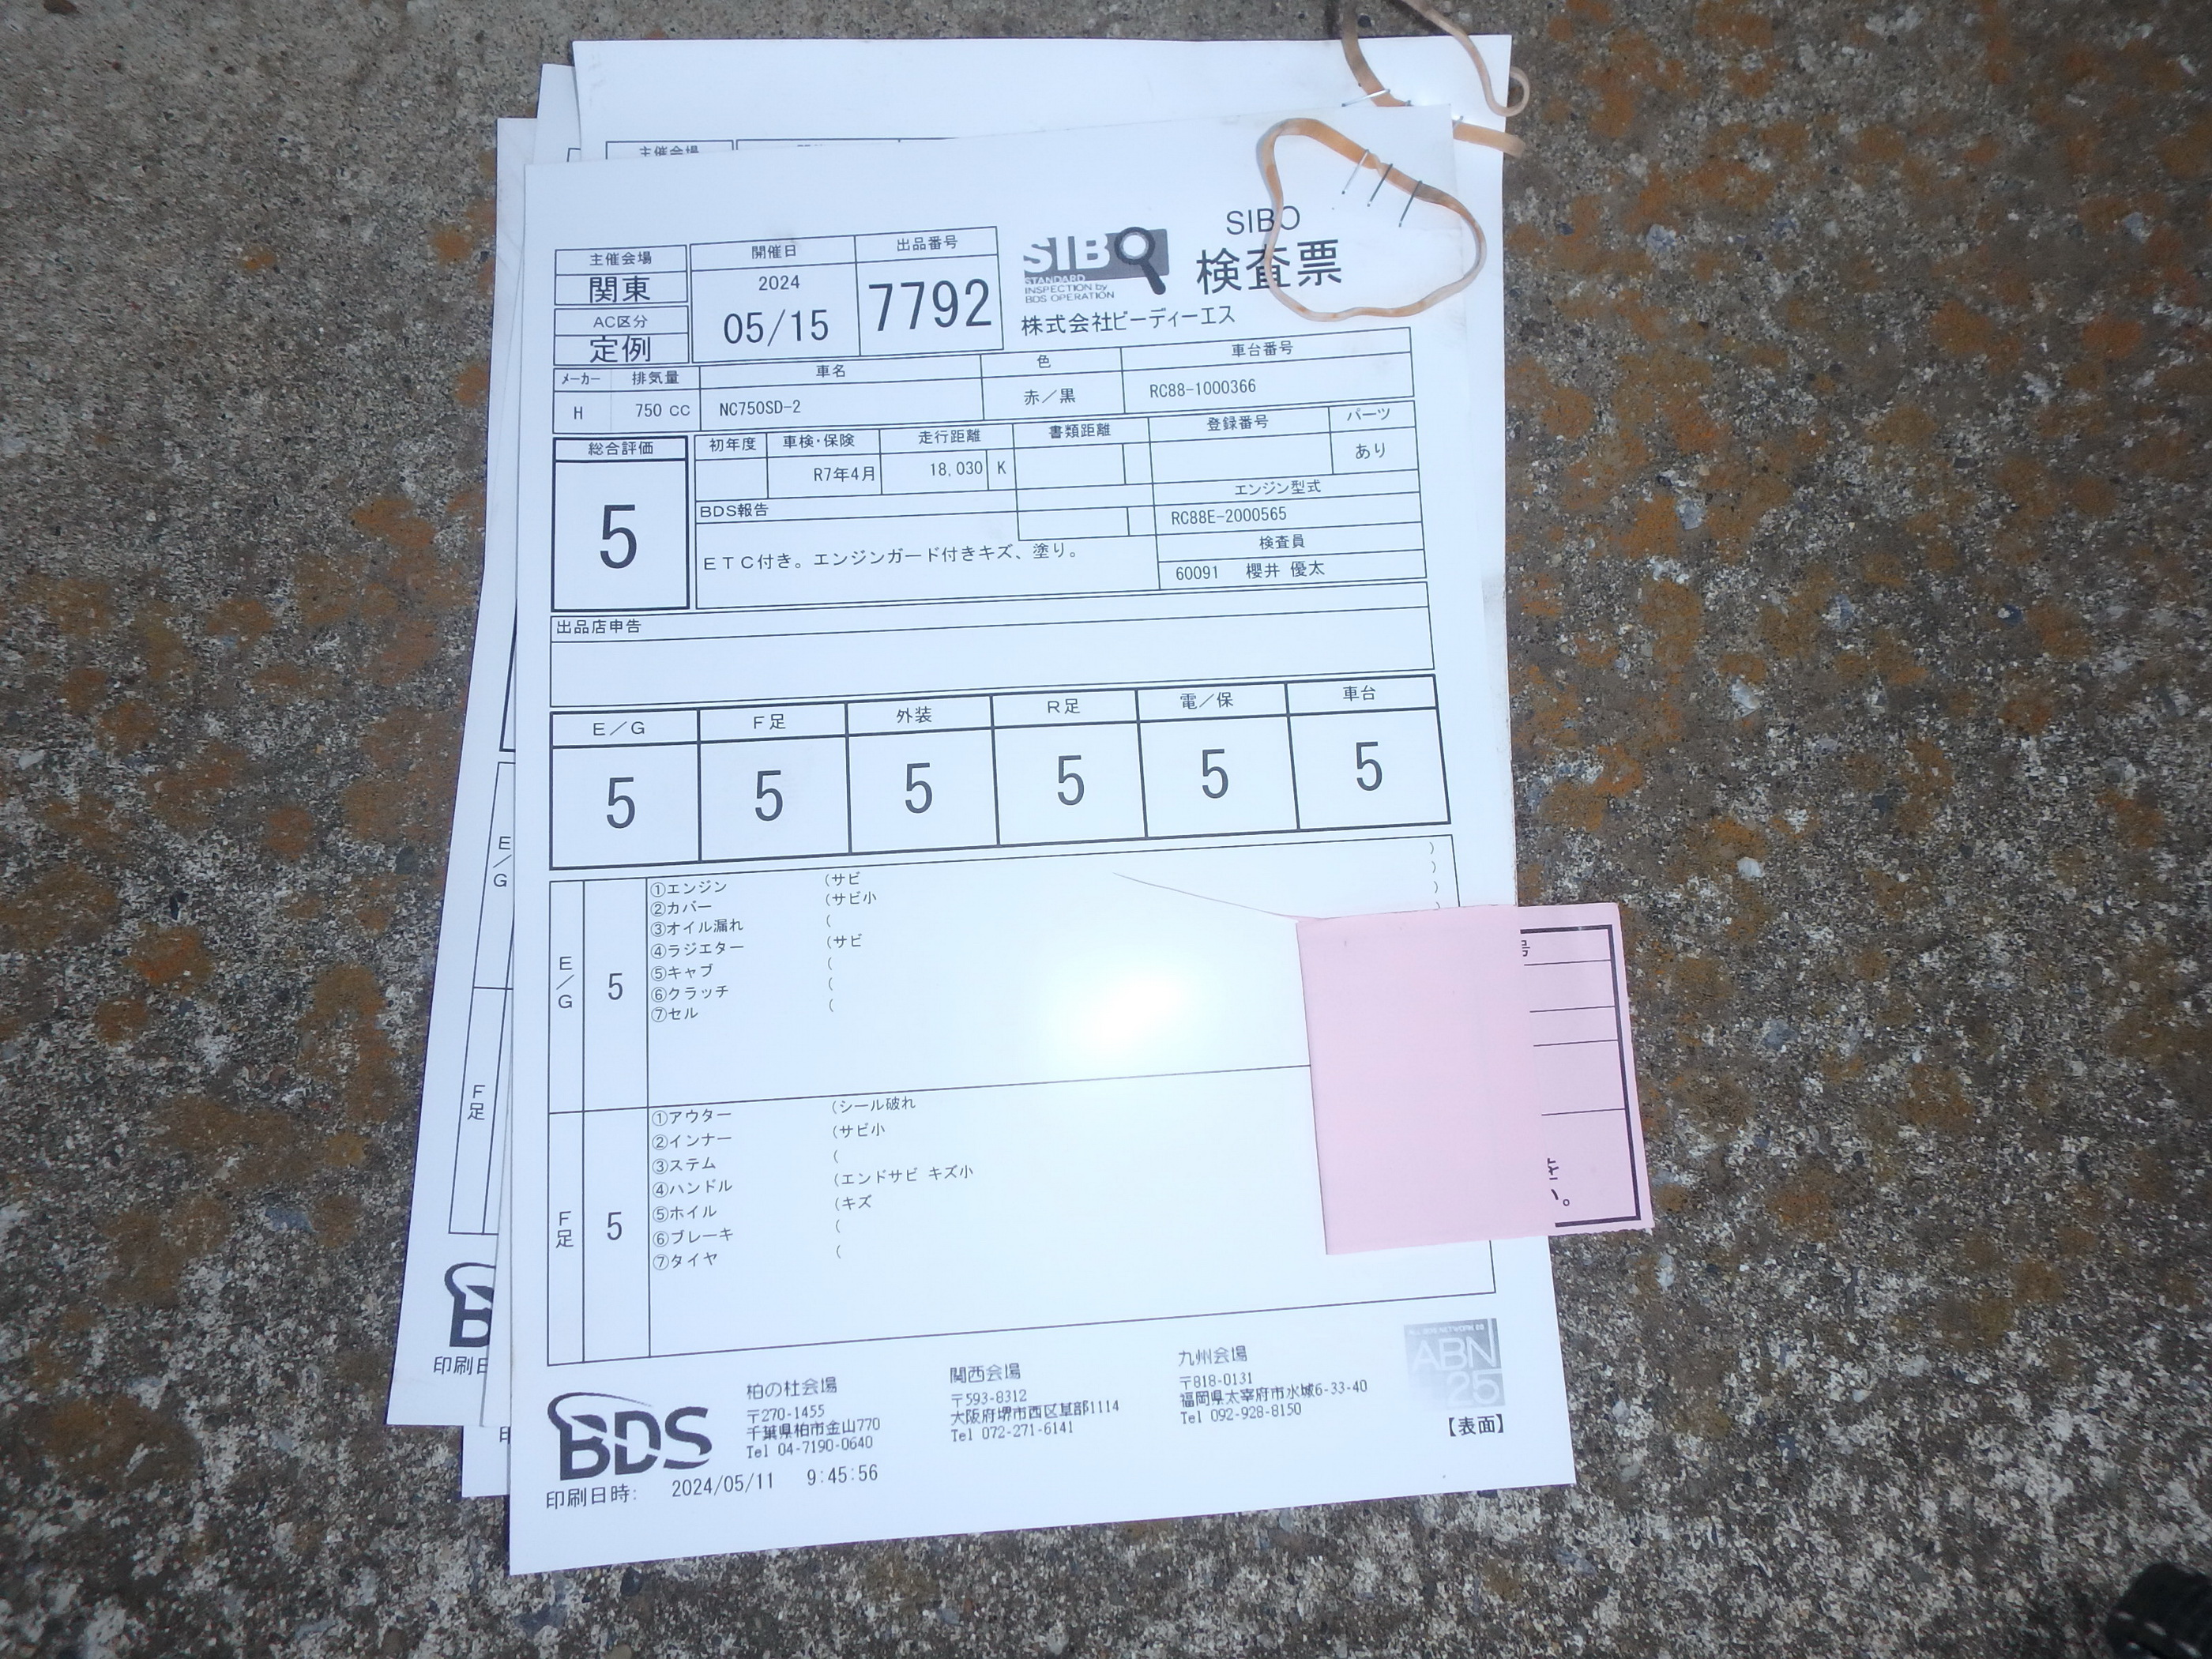 主催会場
関東
AC区分
定例
開催日
2024
05/15
出品番号
7792
SIBO
STANDARD
INSPECTION by
BDS OPERATION
SIBO
検査票
株式会社ビーディーエス
メーカー 排気量 車名 色 車台番号
H 750 CC NC750SD-2 赤／黒 RC88-1000366
総合評価
5
初年度 車検・保険 走行距離 書類距離 登録番号 パーツ
R7年4月 18,030 K あり
エンジン型式
RC88E-2000565
検査員
60091 櫻井 優太
BDS報告
ＥＴＣ付き。エンジンガード付きキズ、塗り。
出品店申告
Ｅ／Ｇ Ｆ足 外装 Ｒ足 電／保 車台
5 5 5 5 5 5
Ｅ／Ｇ
5
①エンジン (サビ )
②カバー (サビ小 )
③オイル漏れ ( )
④ラジエター (サビ )
⑤キャブ (
⑥クラッチ (
⑦セル (
Ｆ足
5
①アウター (シール破れ
②インナー (サビ小
③ステム (
④ハンドル (エンドサビ キズ小
⑤ホイル (キズ
⑥ブレーキ (
⑦タイヤ (
BDS
柏の杜会場
〒270-1455
千葉県柏市金山770
Tel 04-7190-0640
関西会場
〒593-8312
大阪府堺市西区草部1114
Tel 072-271-6141
九州会場
〒818-0131
福岡県太宰府市水城6-33-40
Tel 092-928-8150
ABN
25
【表面】
印刷日時: 2024/05/11 9:45:56
主催会場
E／G
F足
印刷日